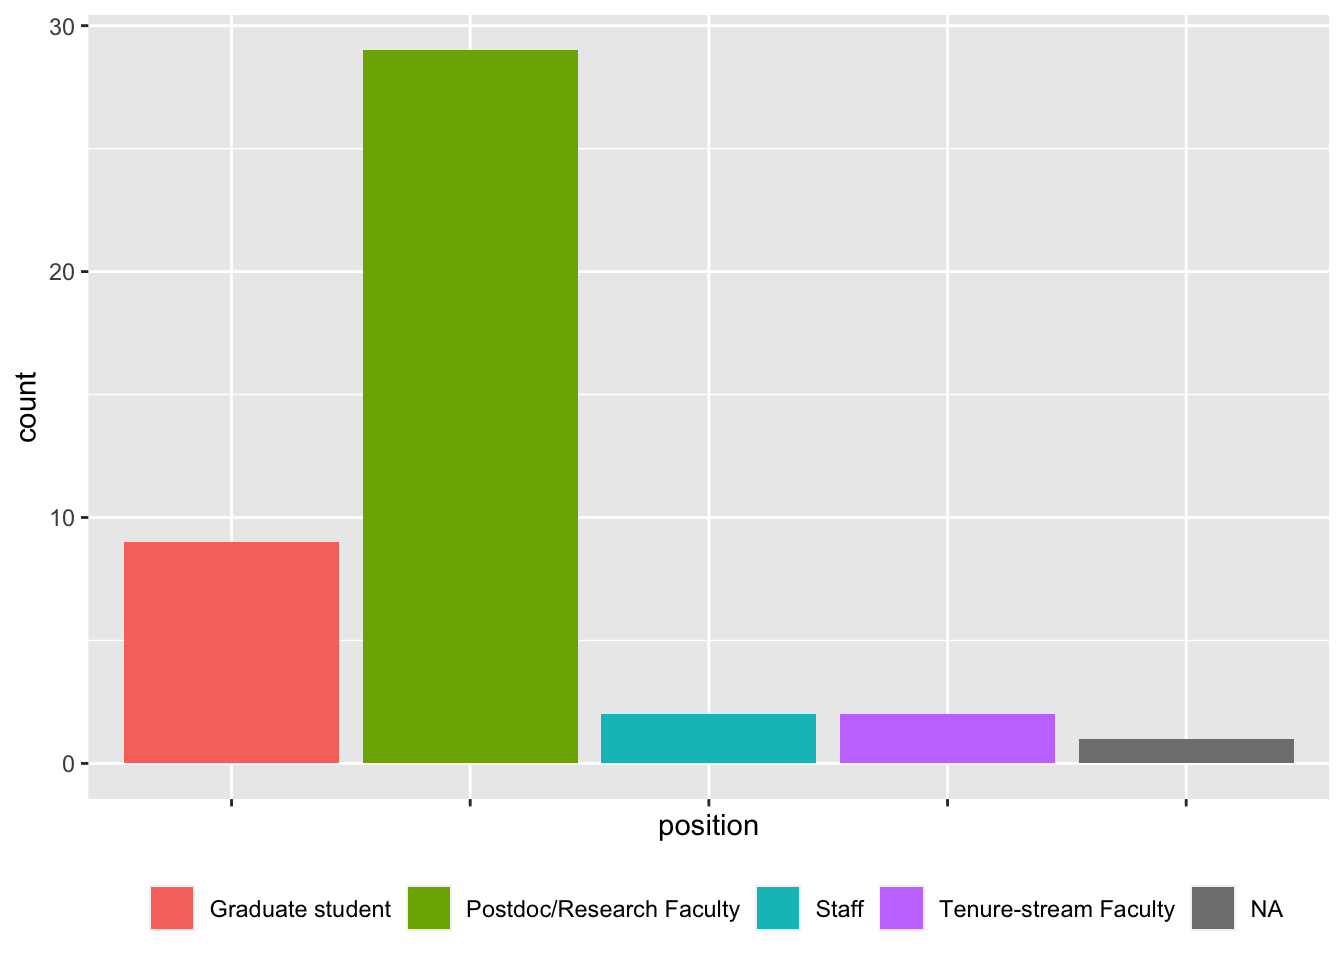 30
20
10
0
count
position
Graduate student Postdoc/Research Faculty Staff Tenure-stream Faculty NA